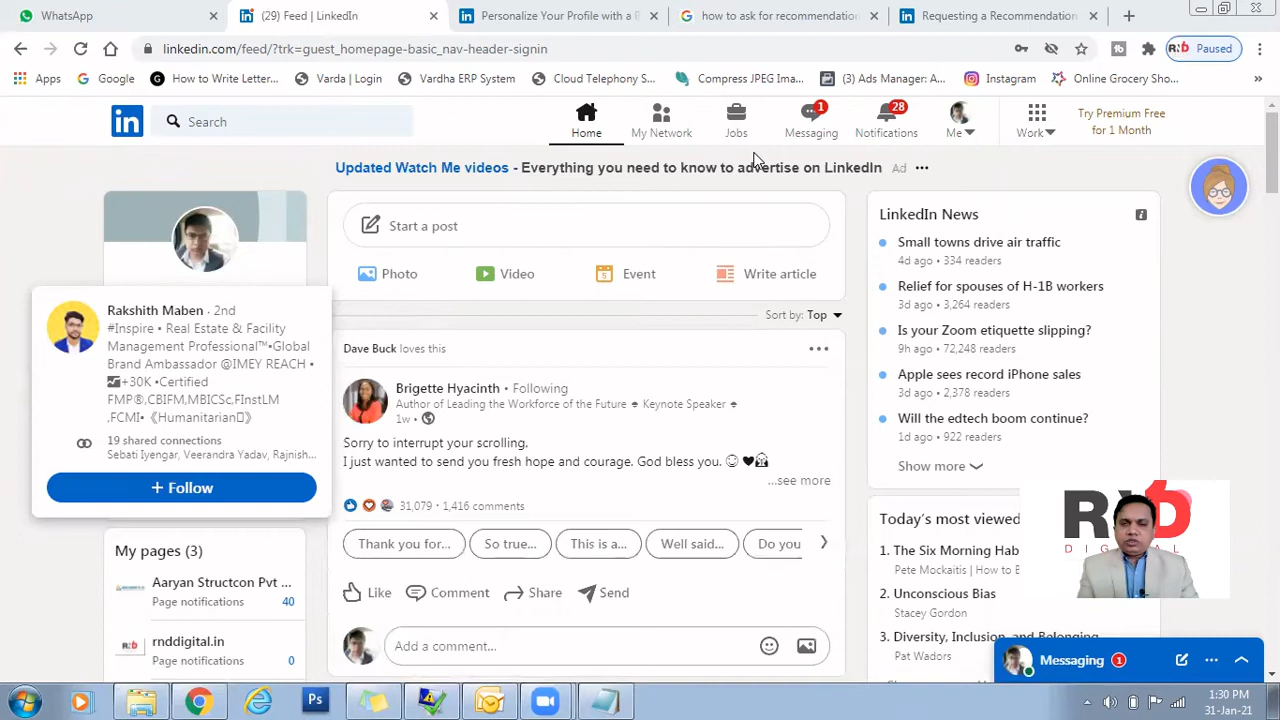 WhatsApp
(29) Feed | LinkedIn
Personalize Your Profile with a B
how to ask for recommendation
Requesting a Recommendation
linkedin.com/feed/?trk=guest_homepage-basic_nav-header-signin
Paused
Apps
Google
How to Write Letter...
Varda | Login
Vardha ERP System
Cloud Telephony S...
Compress JPEG Ima...
(3) Ads Manager: A...
Instagram
Online Grocery Sho...
in
Search
Home
My Network
Jobs
1
Messaging
28
Notifications
Me
Work
Try Premium Free
for 1 Month
Updated Watch Me videos - Everything you need to know to advertise on LinkedIn Ad
Start a post
Photo
Video
Event
Write article
Sort by: Top
Rakshith Maben · 2nd
#Inspire • Real Estate & Facility
Management Professional™•Global
Brand Ambassador @IMEY REACH •
+30K •Certified
FMP®,CBIFM,MBICSc,FInstLM
,FCMI•《Humanitarian》
19 shared connections
Sebati Iyengar, Veerandra Yadav, Rajnish...
+ Follow
My pages (3)
Aaryan Structcon Pvt ...
Page notifications 40
rnddigital.in
Page notifications 0
Dave Buck loves this
Brigette Hyacinth • Following
Author of Leading the Workforce of the Future Keynote Speaker
1w •
Sorry to interrupt your scrolling.
I just wanted to send you fresh hope and courage. God bless you.
...see more
31,079 · 1,416 comments
Thank you for...
So true...
This is a...
Well said...
Do you
Like
Comment
Share
Send
Add a comment...
LinkedIn News
Small towns drive air traffic
4d ago • 334 readers
Relief for spouses of H-1B workers
3d ago • 3,264 readers
Is your Zoom etiquette slipping?
9h ago • 72,248 readers
Apple sees record iPhone sales
3d ago • 2,378 readers
Will the edtech boom continue?
1d ago • 922 readers
Show more
Today's most viewed
1. The Six Morning Hab
Pete Mockaitis | How to B
2. Unconscious Bias
Stacey Gordon
3. Diversity, Inclusion, and Belonging
Pat Wadors
Messaging 1
Ps
1:30 PM
31-Jan-21